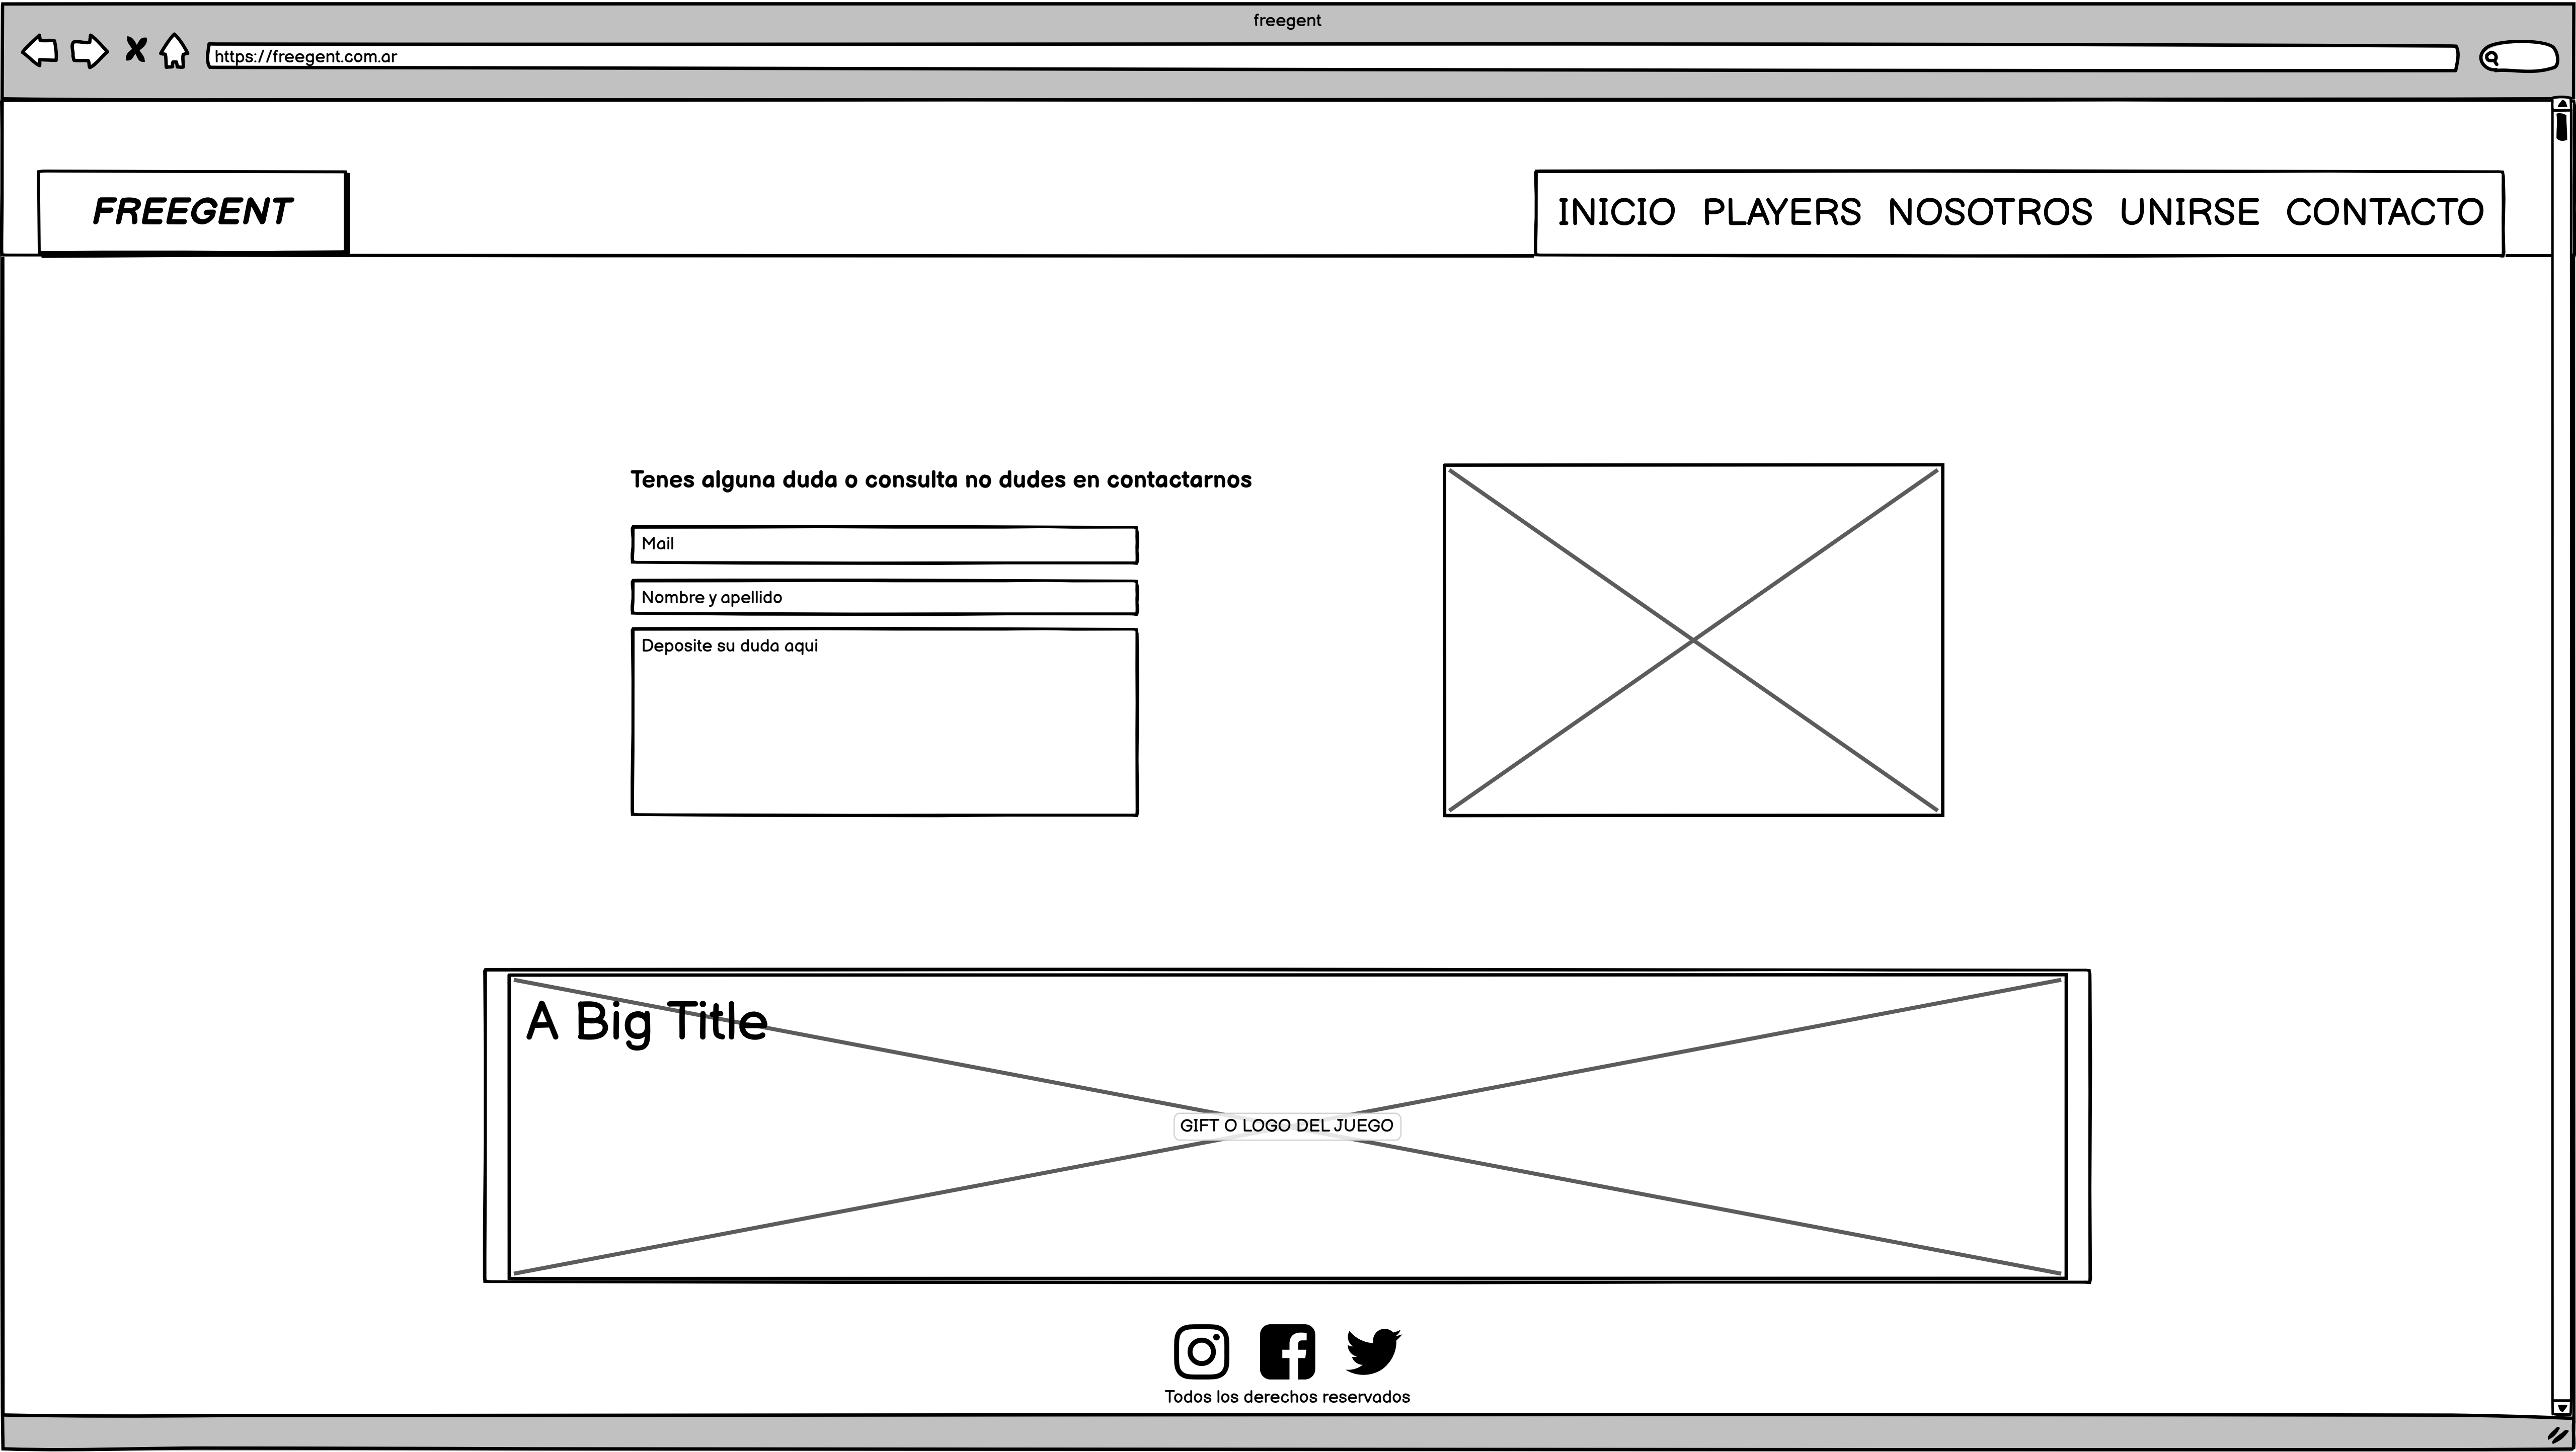 freegent
https://freegent.com.ar
FREEGENT
INICIO PLAYERS NOSOTROS UNIRSE CONTACTO
Tenes alguna duda o consulta no dudes en contactarnos
Mail
Nombre y apellido
Deposite su duda aqui
A Big Title
GIFT O LOGO DEL JUEGO
Todos los derechos reservados